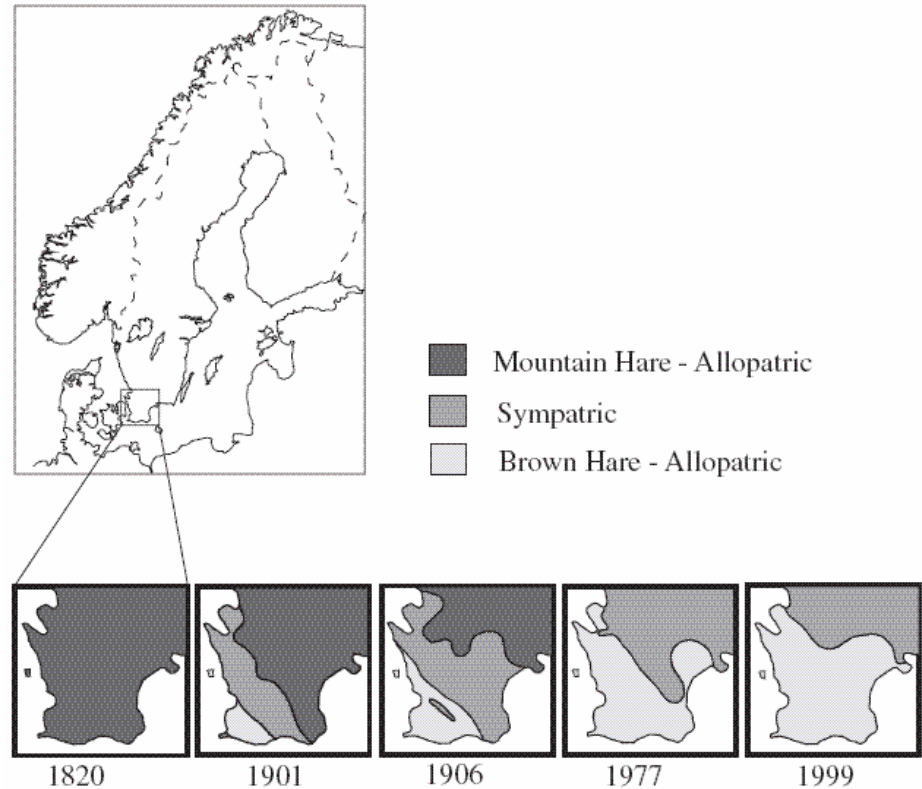 Mountain Hare - Allopatric
Sympatric
Brown Hare - Allopatric
1820
1901
1906
1977
1999